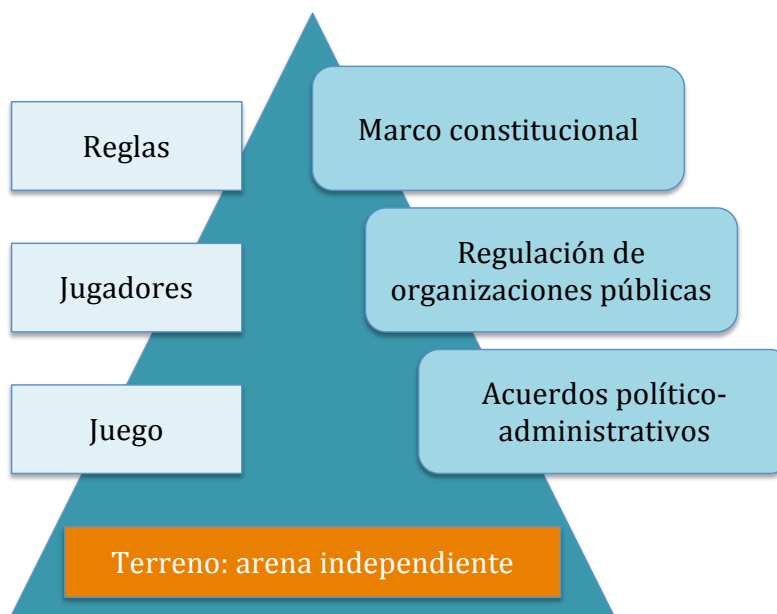 Reglas
Marco constitucional
Jugadores
Regulación de
organizaciones públicas
Juego
Acuerdos político-
administrativos
Terreno: arena independiente